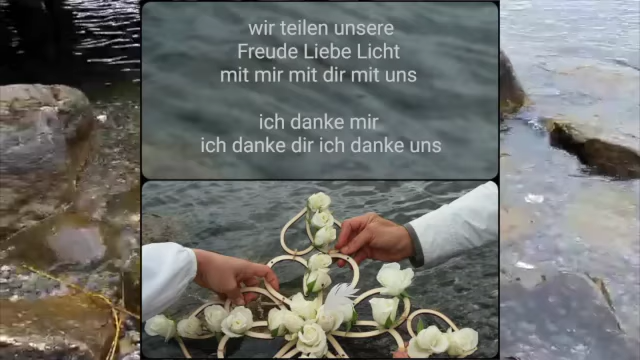 wir teilen unsere
Freude Liebe Licht
mit mir mit dir mit uns
ich danke mir
ich danke dir ich danke uns